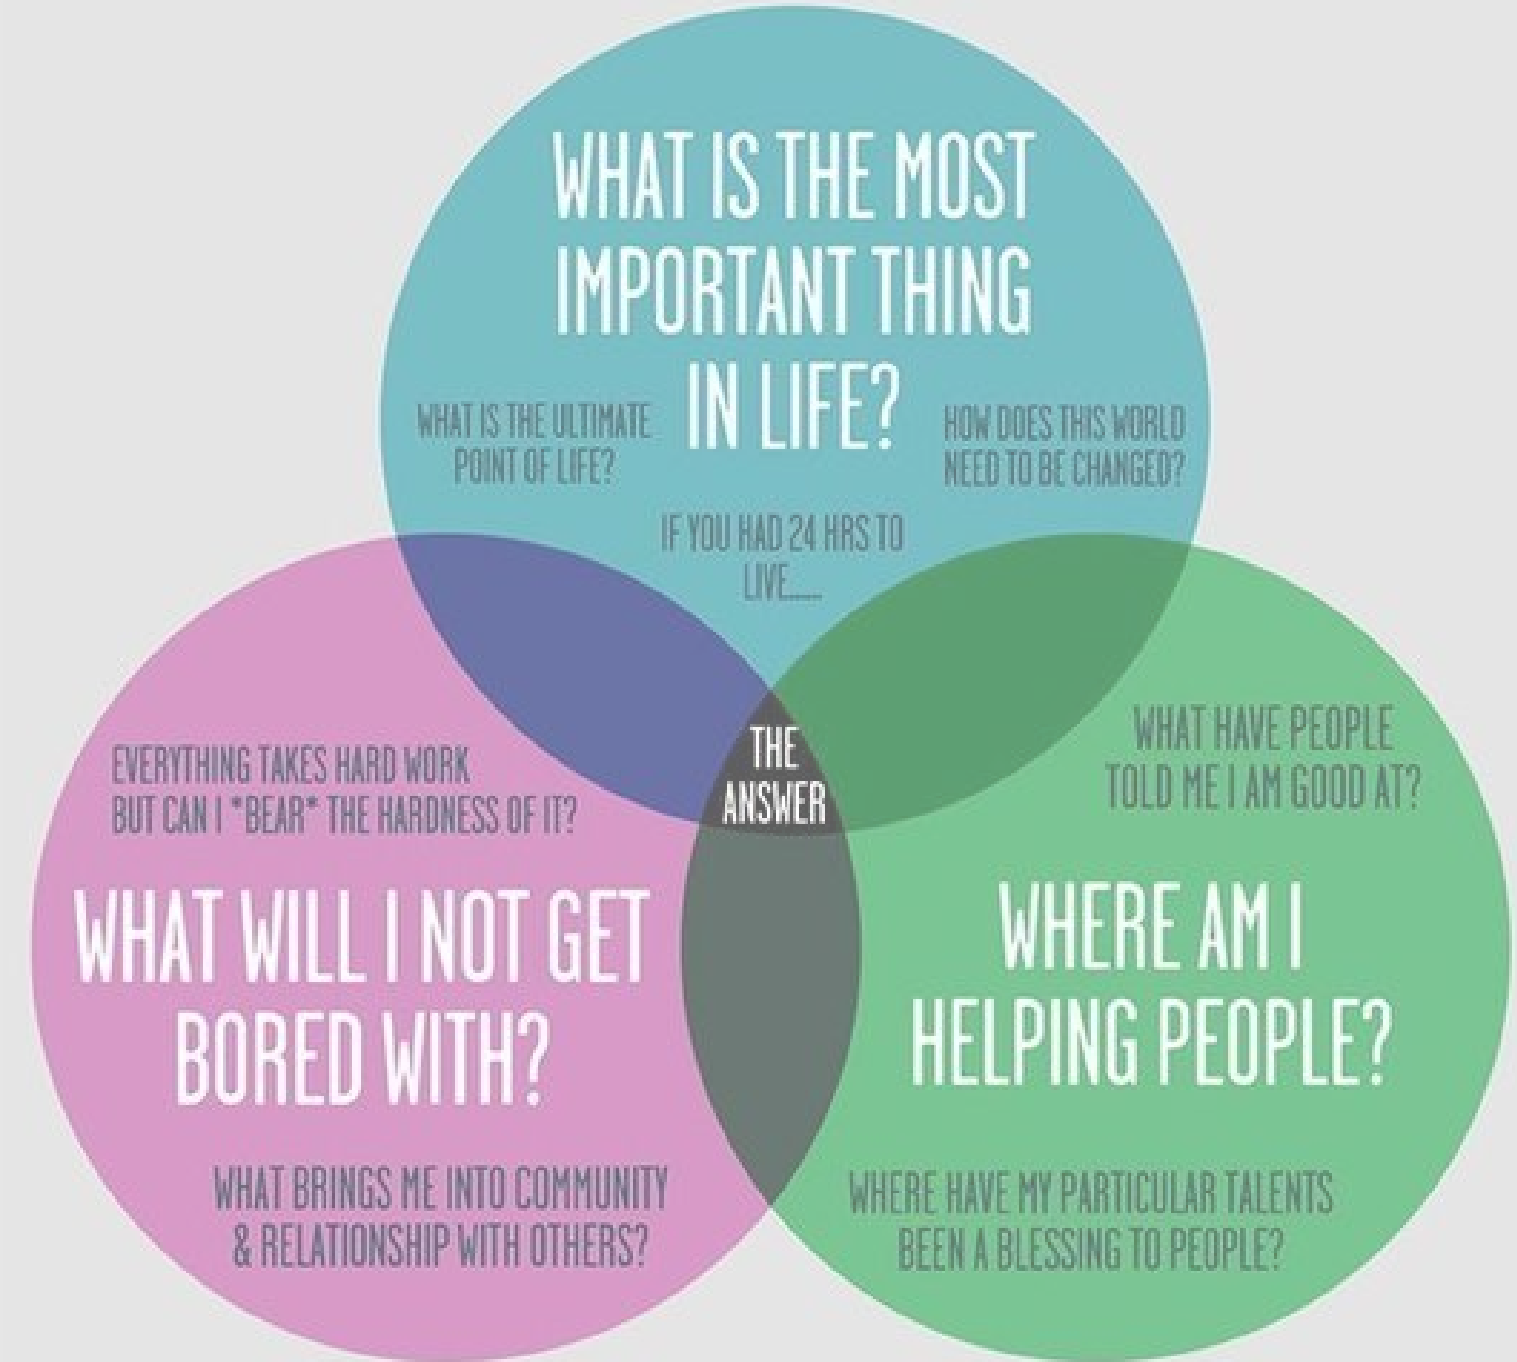 WHAT IS THE MOST
IMPORTANT THING
IN LIFE?
WHAT IS THE ULTIMATE
POINT OF LIFE?
HOW DOES THIS WORLD
NEED TO BE CHANGED?
IF YOU HAD 24 HRS TO
LIVE......
THE
ANSWER
EVERYTHING TAKES HARD WORK
BUT CAN I *BEAR* THE HARDNESS OF IT?
WHAT WILL I NOT GET
BORED WITH?
WHAT BRINGS ME INTO COMMUNITY
& RELATIONSHIP WITH OTHERS?
WHAT HAVE PEOPLE
TOLD ME I AM GOOD AT?
WHERE AM I
HELPING PEOPLE?
WHERE HAVE MY PARTICULAR TALENTS
BEEN A BLESSING TO PEOPLE?